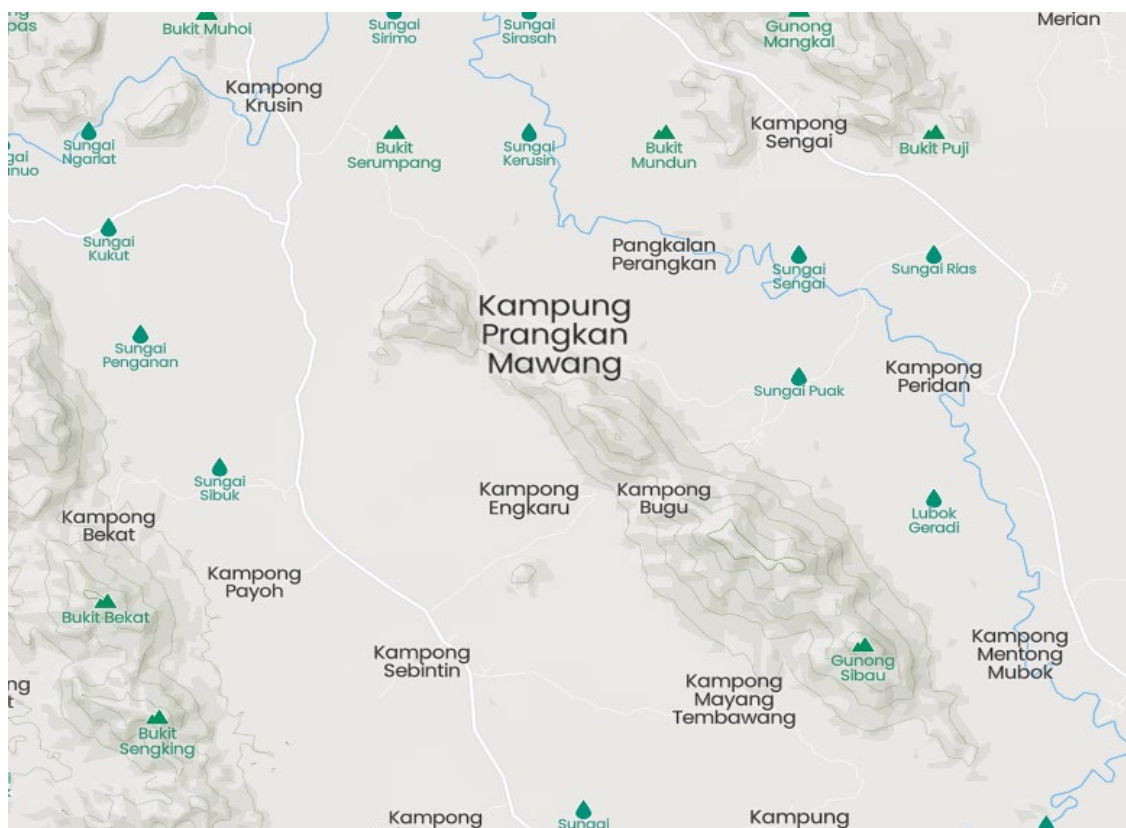 Bukit Muhoi
Sungai
Sirimo
Sungai
Sirasah
Gunong
Mangkal
Merian
Kampong
Krusin
Sungai
Ngariat
Bukit
Serumpang
Sungai
Kerusin
Bukit
Mundun
Kampong
Sengai
Bukit Puji
Sungai
Kukut
Pangkalan
Perangkan
Sungai
Sengai
Sungai Rias
Kampung
Prangkan
Mawang
Sungai
Penganan
Sungai Puak
Kampong
Peridan
Sungai
Sibuk
Kampong
Engkaru
Kampong
Bugu
Lubok
Geradi
Kampong
Bekat
Kampong
Payoh
Bukit Bekat
Kampong
Sebintin
Gunong
Sibau
Kampong
Mentong
Mubok
Kampong
Mayang
Tembawang
Bukit
Sengking
Kampong
Sungai
Kampung